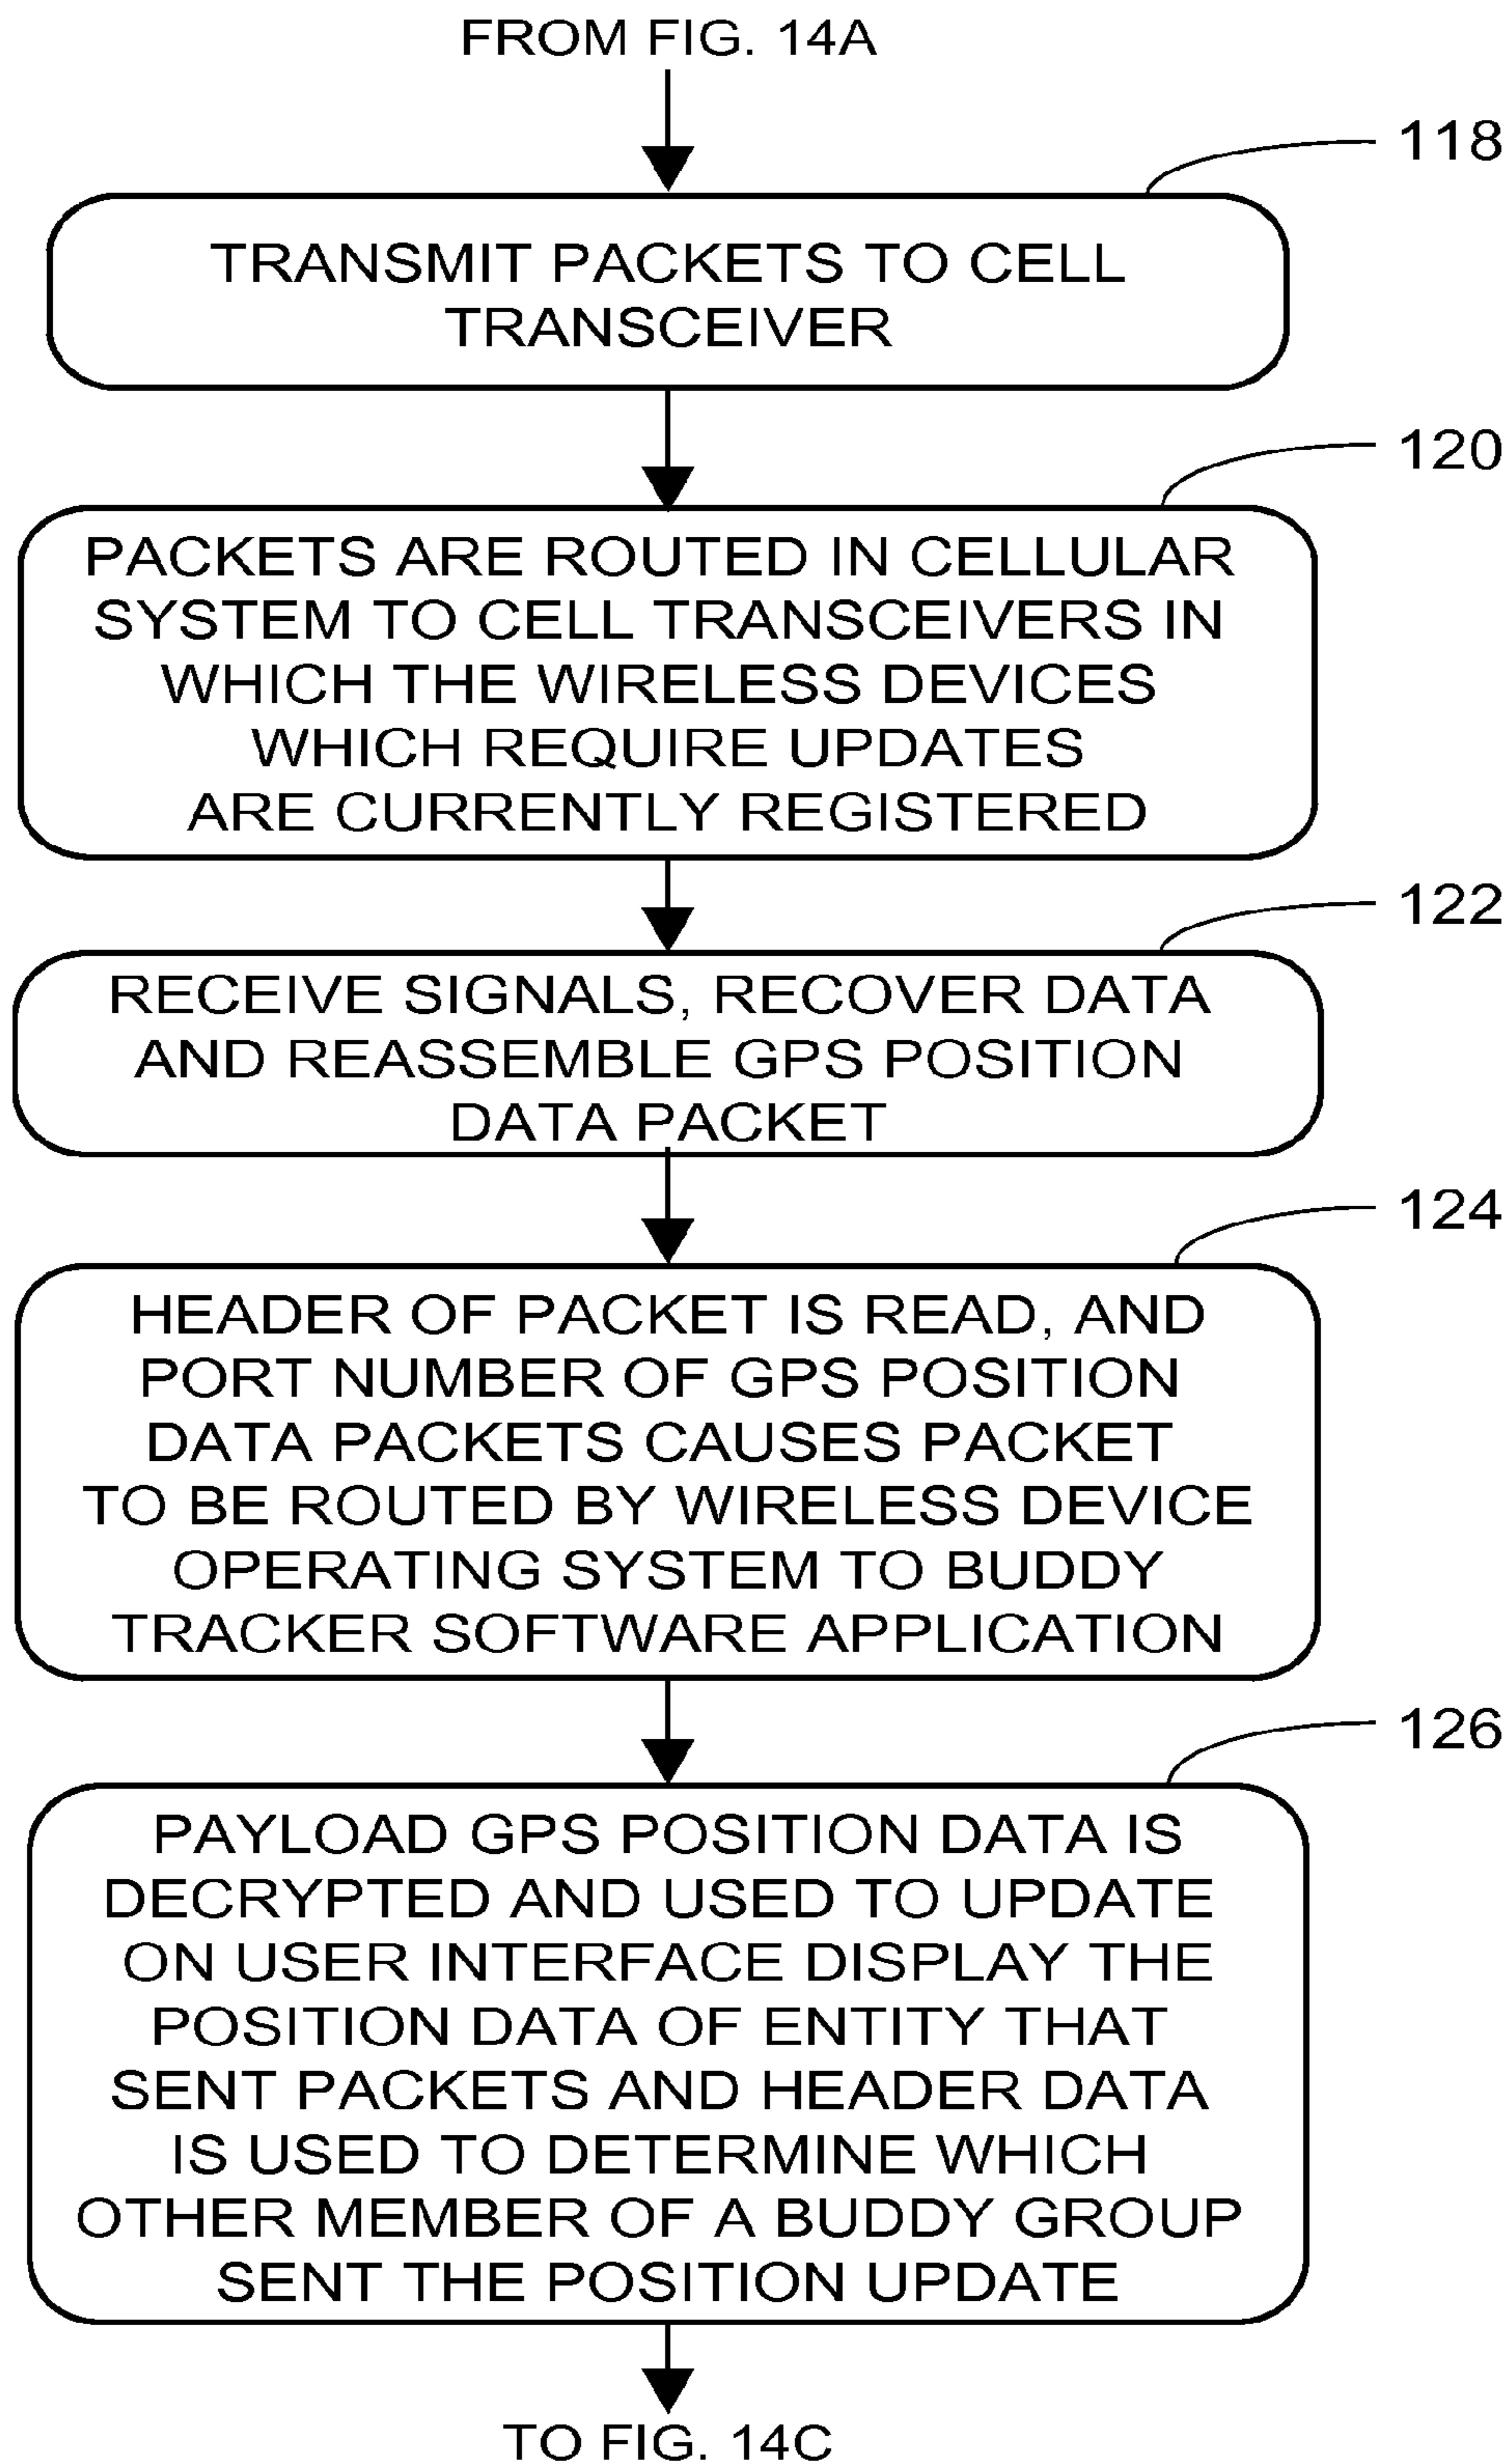 FROM FIG. 14A
118
TRANSMIT PACKETS TO CELL
TRANSCEIVER
120
PACKETS ARE ROUTED IN CELLULAR
SYSTEM TO CELL TRANSCEIVERS IN
WHICH THE WIRELESS DEVICES
WHICH REQUIRE UPDATES
ARE CURRENTLY REGISTERED
122
RECEIVE SIGNALS, RECOVER DATA
AND REASSEMBLE GPS POSITION
DATA PACKET
124
HEADER OF PACKET IS READ, AND
PORT NUMBER OF GPS POSITION
DATA PACKETS CAUSES PACKET
TO BE ROUTED BY WIRELESS DEVICE
OPERATING SYSTEM TO BUDDY
TRACKER SOFTWARE APPLICATION
126
PAYLOAD GPS POSITION DATA IS
DECRYPTED AND USED TO UPDATE
ON USER INTERFACE DISPLAY THE
POSITION DATA OF ENTITY THAT
SENT PACKETS AND HEADER DATA
IS USED TO DETERMINE WHICH
OTHER MEMBER OF A BUDDY GROUP
SENT THE POSITION UPDATE
TO FIG. 14C